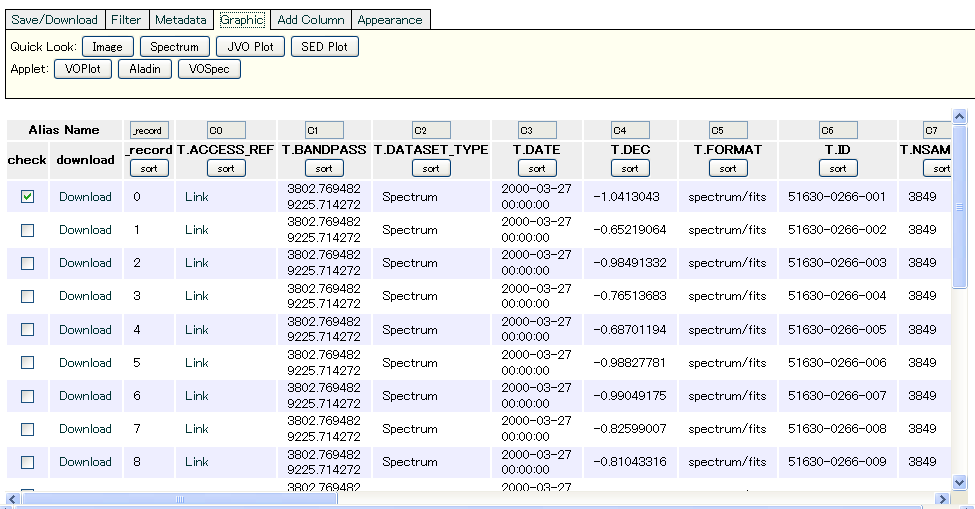 Save/Download Filter Metadata Graphic Add Column Appearance
Quick Look: Image Spectrum JVO Plot SED Plot
Applet: VOPlot Aladin VOSpec
Alias Name _record C0 C1 C2 C3 C4 C5 C6 C7
check download _record T.ACCESS_REF T.BANDPASS T.DATASET_TYPE T.DATE T.DEC T.FORMAT T.ID T.NSAM
sort sort sort sort sort sort sort sort sort
3802.769482 2000-03-27
Download 0 Link Spectrum -1.0413043 spectrum/fits 51630-0266-001 3849
9225.714272 00:00:00
3802.769482 2000-03-27
Download 1 Link Spectrum -0.65219064 spectrum/fits 51630-0266-002 3849
9225.714272 00:00:00
3802.769482 2000-03-27
Download 2 Link Spectrum -0.98491332 spectrum/fits 51630-0266-003 3849
9225.714272 00:00:00
3802.769482 2000-03-27
Download 3 Link Spectrum -0.76513683 spectrum/fits 51630-0266-004 3849
9225.714272 00:00:00
3802.769482 2000-03-27
Download 4 Link Spectrum -0.68701194 spectrum/fits 51630-0266-005 3849
9225.714272 00:00:00
3802.769482 2000-03-27
Download 5 Link Spectrum -0.98827781 spectrum/fits 51630-0266-006 3849
9225.714272 00:00:00
3802.769482 2000-03-27
Download 6 Link Spectrum -0.99049175 spectrum/fits 51630-0266-007 3849
9225.714272 00:00:00
3802.769482 2000-03-27
Download 7 Link Spectrum -0.82599007 spectrum/fits 51630-0266-008 3849
9225.714272 00:00:00
3802.769482 2000-03-27
Download 8 Link Spectrum -0.81043316 spectrum/fits 51630-0266-009 3849
9225.714272 00:00:00
3802.769482 2000-03-27